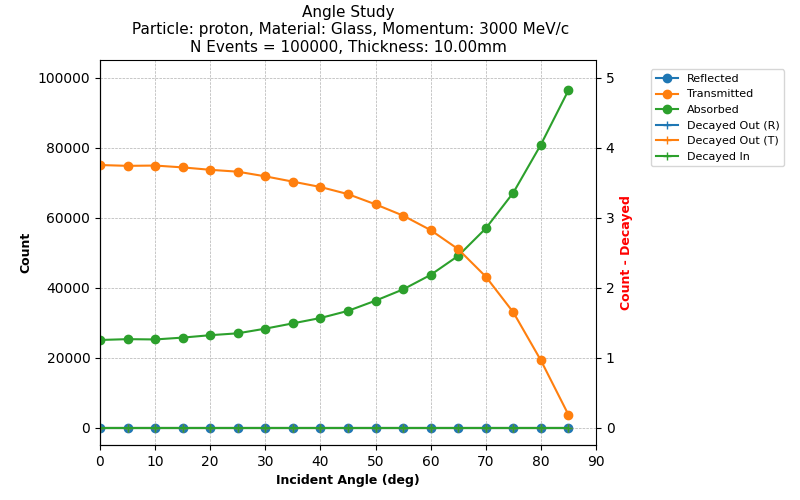 Angle Study
Particle: proton, Material: Glass, Momentum: 3000 MeV/c
N Events = 100000, Thickness: 10.00mm
100000
80000
60000
40000
20000
0
Count
0 10 20 30 40 50 60 70 80 90
Incident Angle (deg)
5
4
3
2
1
0
Count - Decayed
Reflected
Transmitted
Absorbed
Decayed Out (R)
Decayed Out (T)
Decayed In